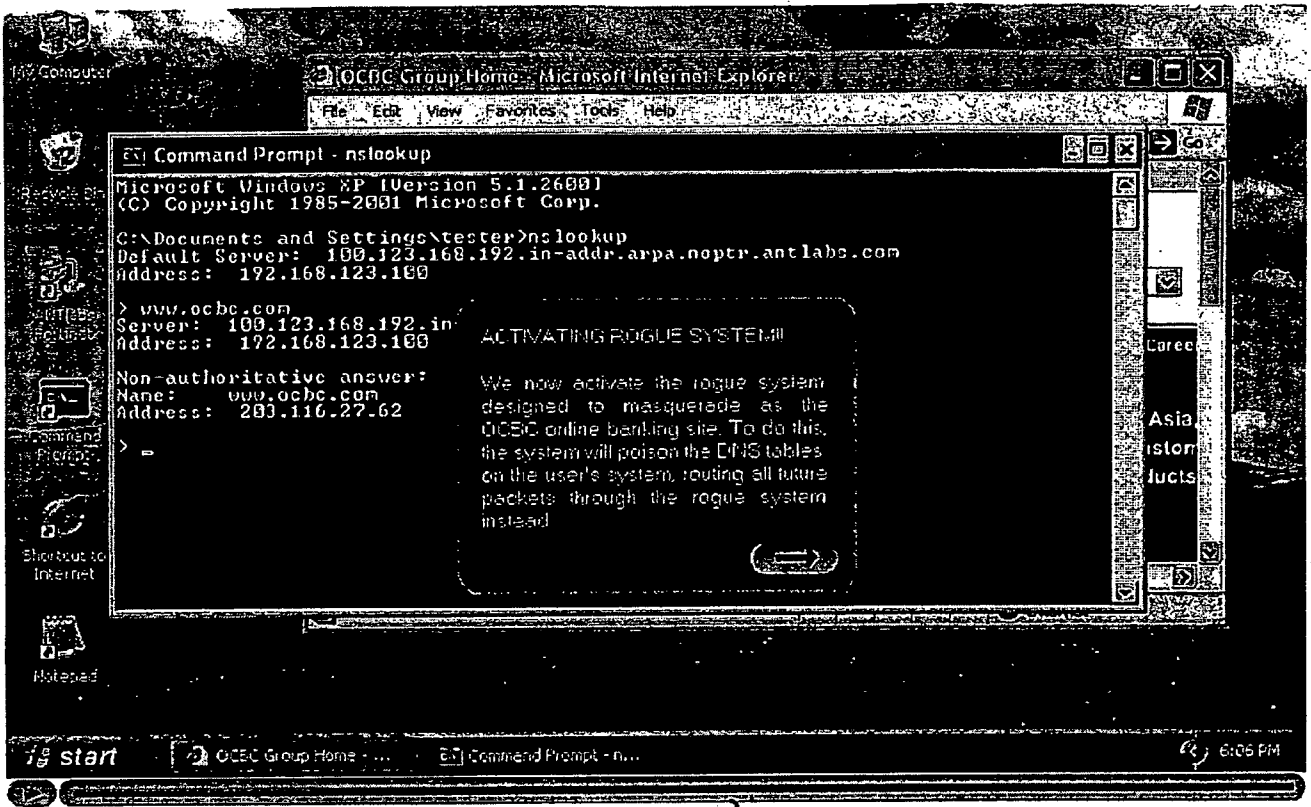 My Computer
OCBC Group Home - Microsoft Internet Explorer
File Edit View Favorites Tools Help
Command Prompt - nslookup
Microsoft Windows XP [Version 5.1.2600]
(C) Copyright 1985-2001 Microsoft Corp.
C:\Documents and Settings\tester>nslookup
Default Server: 100.123.168.192.in-addr.arpa.noptr.antlabs.com
Address: 192.168.123.100
> www.ocbc.com
Server: 100.123.168.192.in-
Address: 192.168.123.100
Non-authoritative answer:
Name: www.ocbc.com
Address: 203.116.27.62
>
ACTIVATING ROGUE SYSTEM!!
We now activate the rogue system
designed to masquerade as the
OCBC online banking site. To do this,
the system will poison the DNS tables
on the user's system, routing all future
packets through the rogue system
instead
Caree
Asia,
istom
ducts
Recycle Bin
Command
Prompt
Shortcut to
Internet
Notepad
start
OCBC Group Home - ...
Command Prompt - n...
6:06 PM